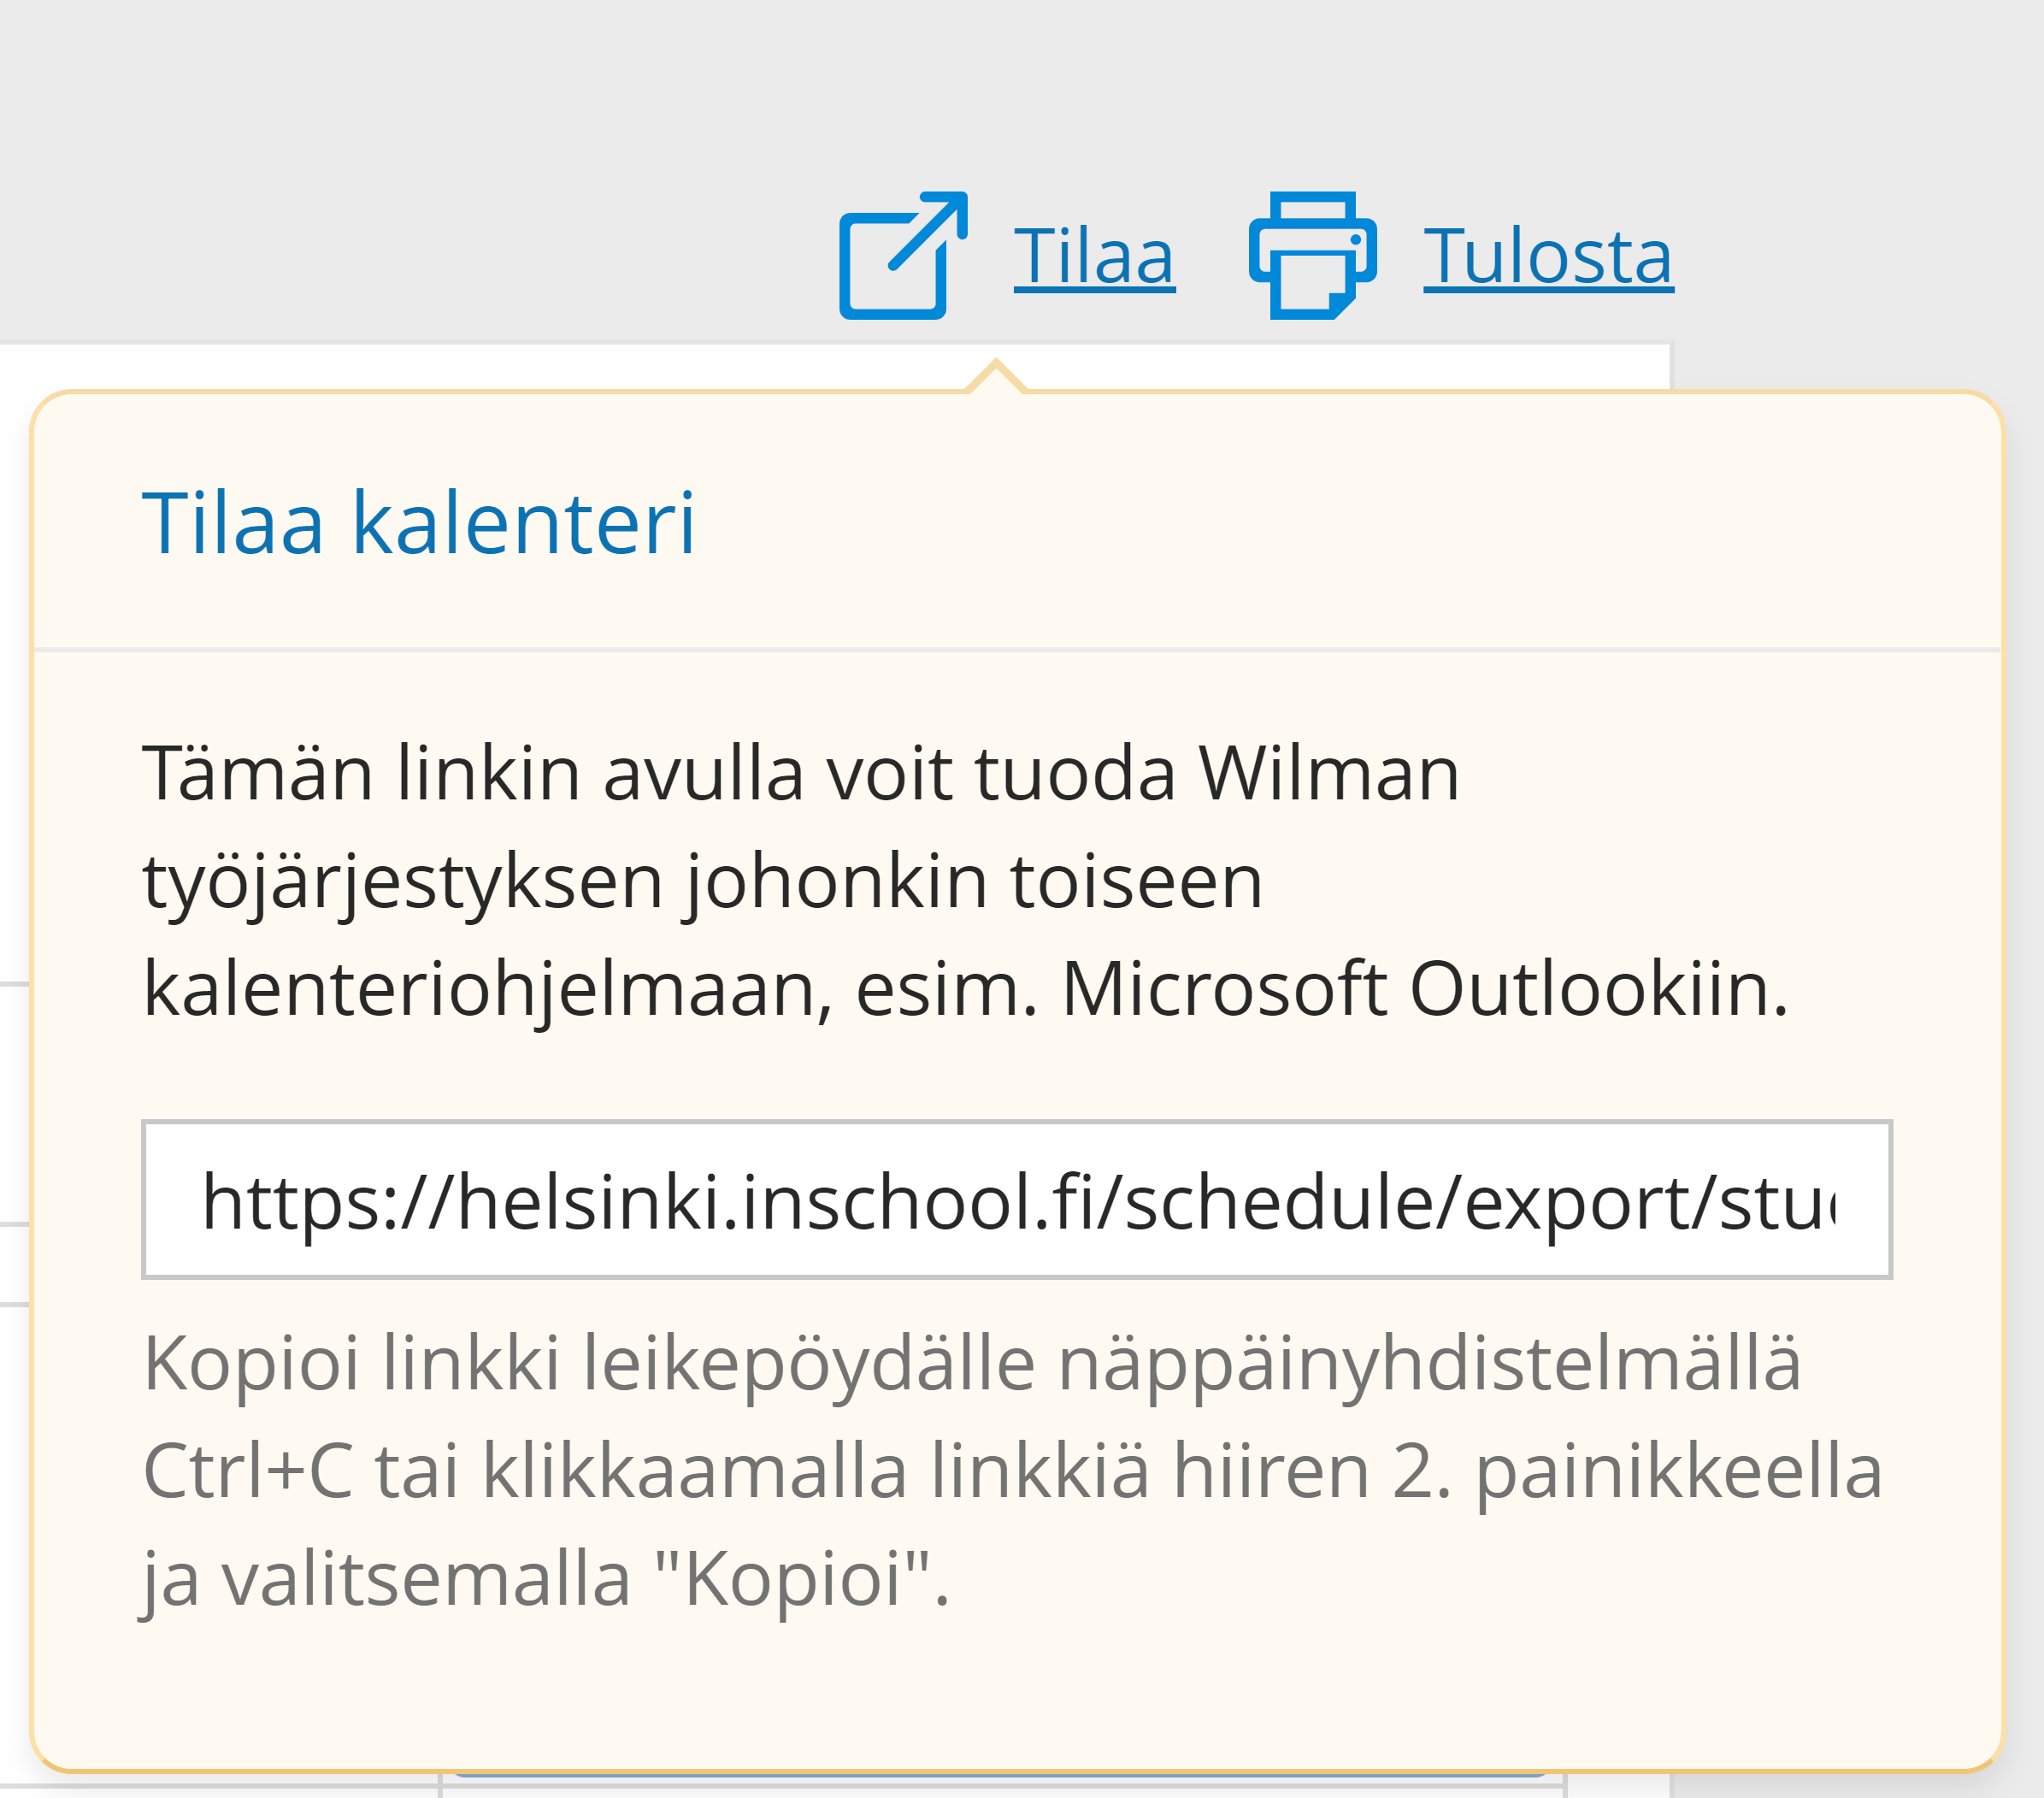 Tilaa Tulosta
Tilaa kalenteri
Tämän linkin avulla voit tuoda Wilman
työjärjestyksen johonkin toiseen
kalenteriohjelmaan, esim. Microsoft Outlookiin.
https://helsinki.inschool.fi/schedule/export/stu
Kopioi linkki leikepöydälle näppäinyhdistelmällä
Ctrl+C tai klikkaamalla linkkiä hiiren 2. painikkeella
ja valitsemalla "Kopioi".